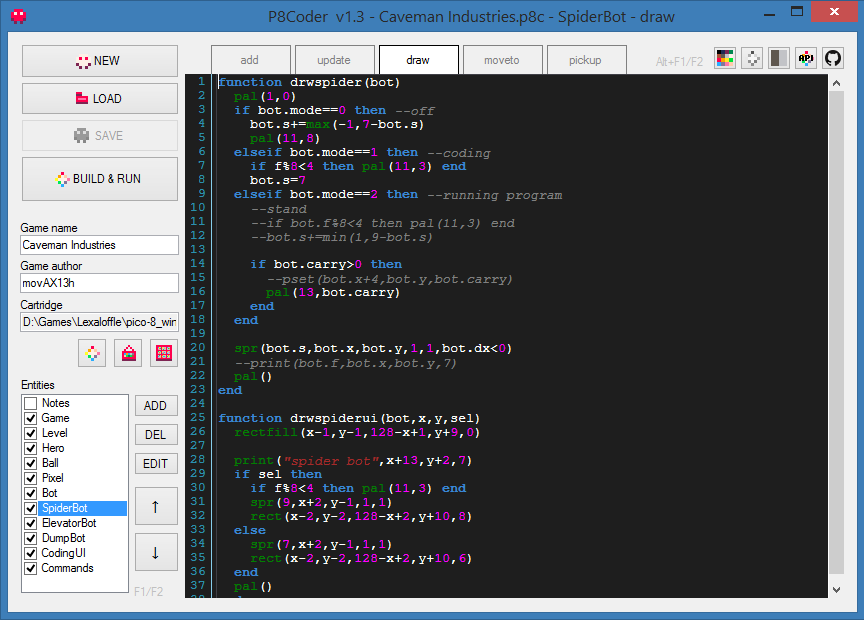 P8Coder v1.3 - Caveman Industries.p8c - SpiderBot - draw
NEW
LOAD
SAVE
BUILD & RUN
Game name
Caveman Industries
Game author
movAX13h
Cartridge
D:\Games\Lexaloffle\pico-8_win
Entities
Notes
Game
Level
Hero
Ball
Pixel
Bot
SpiderBot
ElevatorBot
DumpBot
CodingUI
Commands
ADD
DEL
EDIT
↑
↓
F1/F2
add update draw moveto pickup Alt+F1/F2 API
1 function drwspider(bot)
2 pal(1,0)
3 if bot.mode==0 then --off
4 bot.s+=max(-1,7-bot.s)
5 pal(11,8)
6 elseif bot.mode==1 then --coding
7 if f%8<4 then pal(11,3) end
8 bot.s=7
9 elseif bot.mode==2 then --running program
10 --stand
11 --if bot.f%8<4 then pal(11,3) end
12 --bot.s+=min(1,9-bot.s)
13
14 if bot.carry>0 then
15 --pset(bot.x+4,bot.y,bot.carry)
16 pal(13,bot.carry)
17 end
18 end
19
20 spr(bot.s,bot.x,bot.y,1,1,bot.dx<0)
21 --print(bot.f,bot.x,bot.y,7)
22 pal()
23 end
24
25 function drwspiderui(bot,x,y,sel)
26 rectfill(x-1,y-1,128-x+1,y+9,0)
27
28 print("spider bot",x+13,y+2,7)
29 if sel then
30 if f%8<4 then pal(11,3) end
31 spr(9,x+2,y-1,1,1)
32 rect(x-2,y-2,128-x+2,y+10,8)
33 else
34 spr(7,x+2,y-1,1,1)
35 rect(x-2,y-2,128-x+2,y+10,6)
36 end
37 pal()